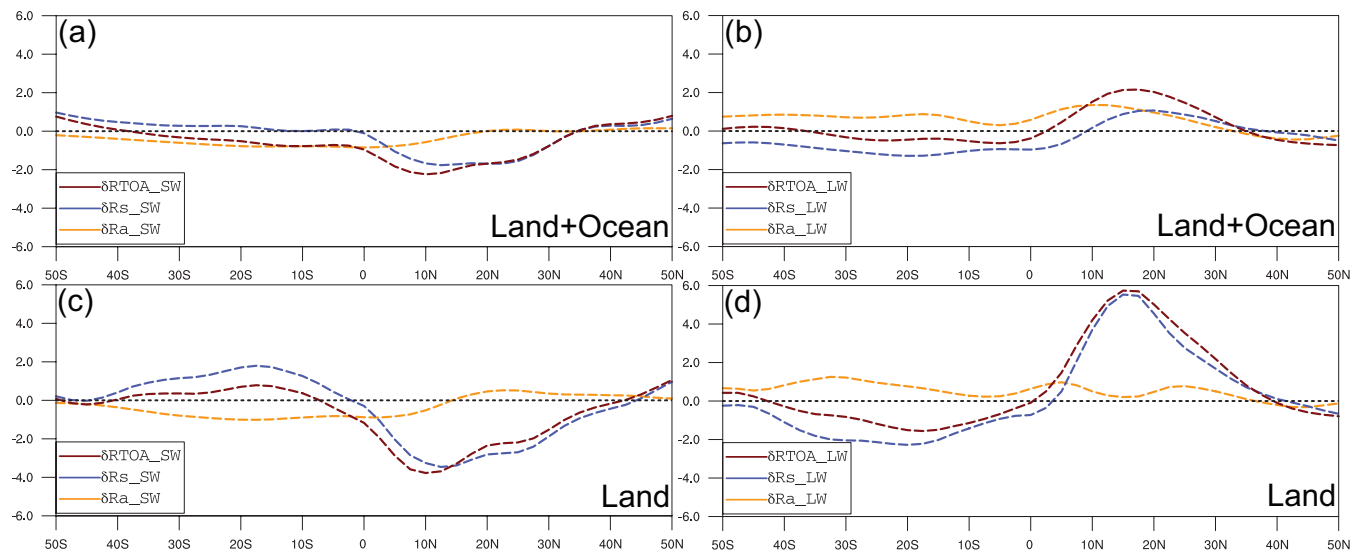 (a)
6.0
4.0
2.0
0.0
-2.0
-4.0
-6.0
δRTOA_SW
δRs_SW
δRa_SW
Land+Ocean
50S 40S 30S 20S 10S 0 10N 20N 30N 40N 50N
(b)
6.0
4.0
2.0
0.0
-2.0
-4.0
-6.0
δRTOA_LW
δRs_LW
δRa_LW
Land+Ocean
50S 40S 30S 20S 10S 0 10N 20N 30N 40N 50N
(c)
6.0
4.0
2.0
0.0
-2.0
-4.0
-6.0
δRTOA_SW
δRs_SW
δRa_SW
Land
50S 40S 30S 20S 10S 0 10N 20N 30N 40N 50N
(d)
6.0
4.0
2.0
0.0
-2.0
-4.0
-6.0
δRTOA_LW
δRs_LW
δRa_LW
Land
50S 40S 30S 20S 10S 0 10N 20N 30N 40N 50N